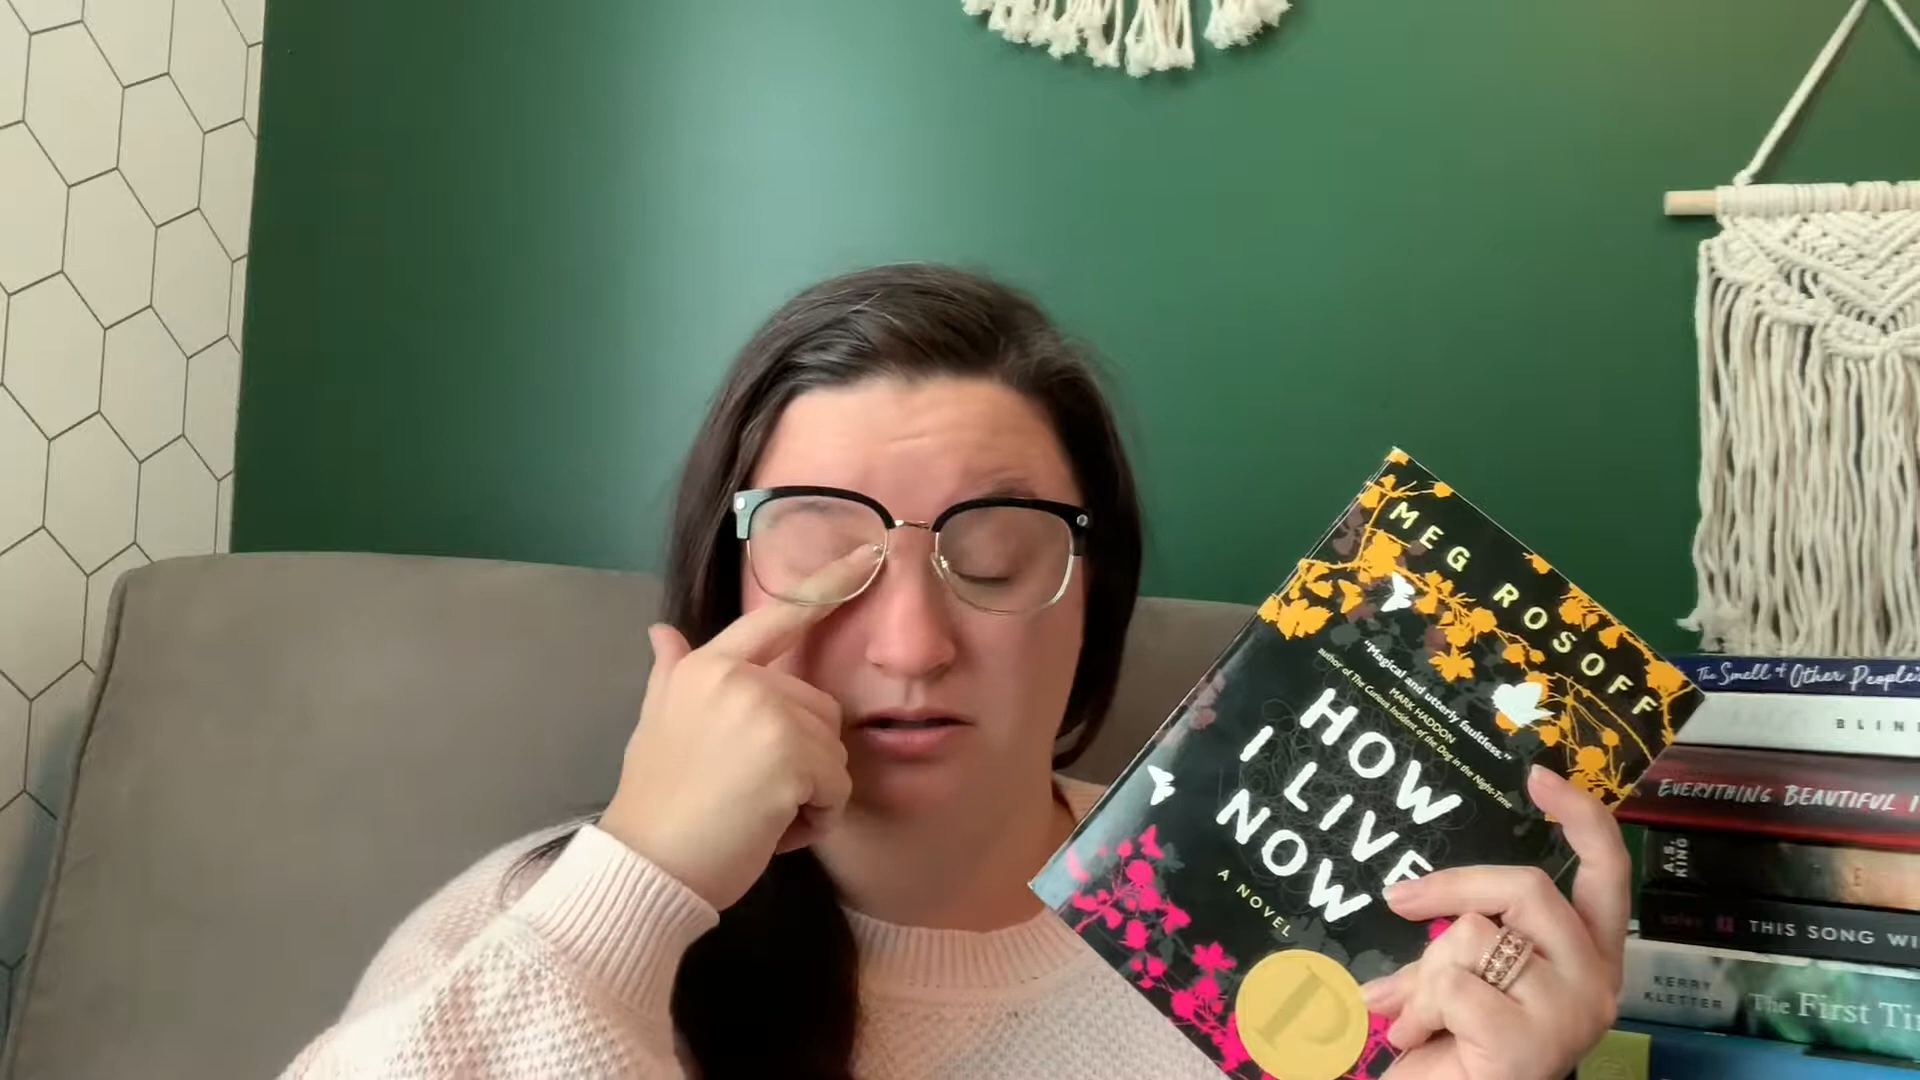 MEG ROSOFF
"Magical and utterly faultless."
MARK HADDON
author of The Curious Incident of the Dog in the Night-Time
HOW
I LIVE
NOW
A NOVEL
P
The Smell of Other People's
BLIN
EVERYTHING BEAUTIFUL I
A.S.
KING
THIS SONG WI
KERRY
KLETTER
The First Ti